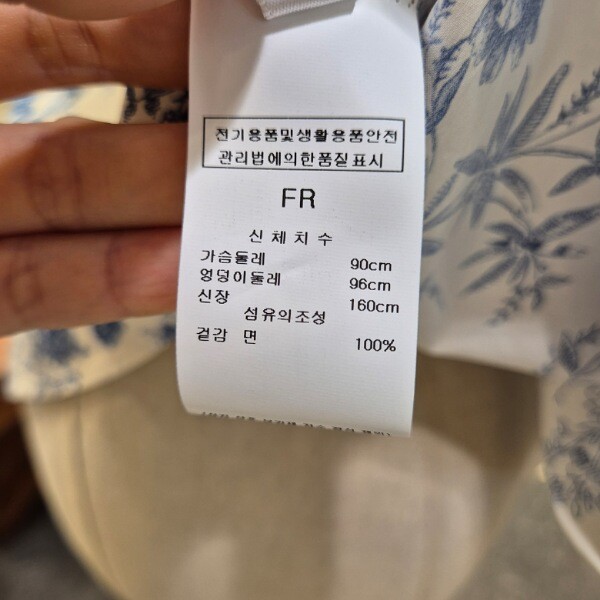 전기용품및생활용품안전
관리법에의한품질표시
FR
신체치수
가슴둘레 90cm
엉덩이둘레 96cm
신장 160cm
섬유의조성
겉감 면 100%